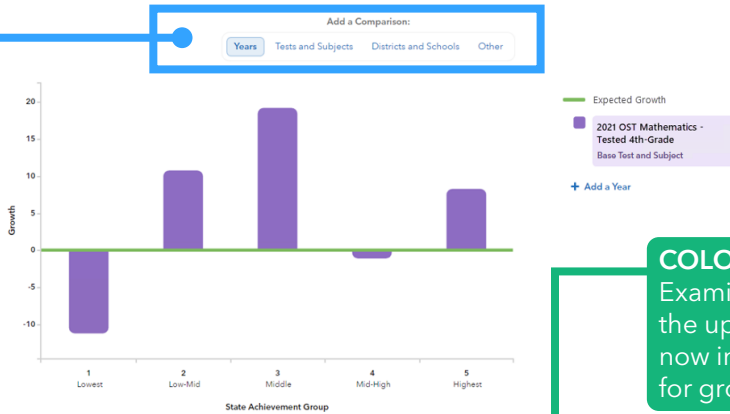 Add a Comparison:
Years Tests and Subjects Districts and Schools Other
Growth
20
15
10
5
0
-5
-10
1 2 3 4 5
Lowest Low-Mid Middle Mid-High Highest
State Achievement Group
Expected Growth
2021 OST Mathematics -
Tested 4th-Grade
Base Test and Subject
+ Add a Year
COLO
Exami
the up
now in
for gro